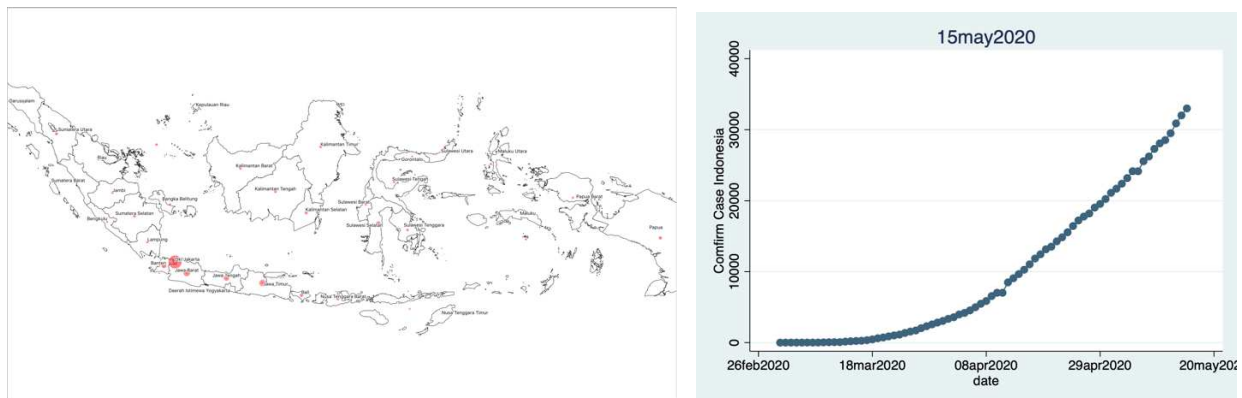 Darussalam
Kepulauan Riau
Sumatera Utara
Riau
Kalimantan Timur
Sulawesi Utara
Maluku Utara
Gorontalo
Kalimantan Barat
Sumatera Barat
Sulawesi Tengah
Jambi
Kalimantan Tengah
Bangka Belitung
Sulawesi Barat
Papua Barat
Kalimantan Selatan
Sumatera Selatan
Bengkulu
Maluku
Sulawesi Selatan
Sulawesi Tenggara
Papua
Lampung
Jakarta
Banten
Jawa Barat
Jawa Tengah
Jawa Timur
Daerah Istimewa Yogyakarta
Bali
Nusa Tenggara Barat
Nusa Tenggara Timur
15may2020
Comfirm Case Indonesia
40000
30000
20000
10000
0
26feb2020 18mar2020 08apr2020 29apr2020 20may202
date